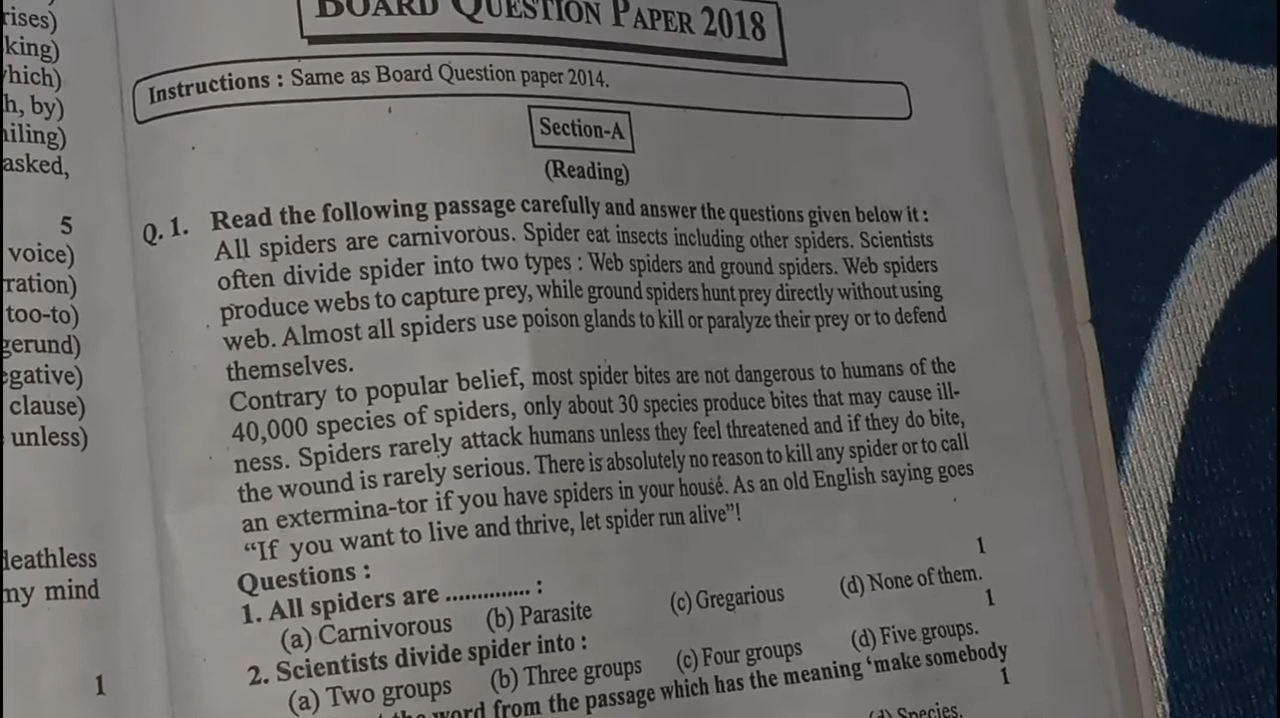 rises)
king)
hich)
h, by)
iling)
asked,
5
voice)
ration)
too-to)
gerund)
gative)
clause)
unless)
deathless
my mind
1
BOARD QUESTION PAPER 2018
Instructions : Same as Board Question paper 2014.
Section-A
(Reading)
Q. 1. Read the following passage carefully and answer the questions given below it :
All spiders are carnivorous. Spider eat insects including other spiders. Scientists
often divide spider into two types : Web spiders and ground spiders. Web spiders
produce webs to capture prey, while ground spiders hunt prey directly without using
web. Almost all spiders use poison glands to kill or paralyze their prey or to defend
themselves.
Contrary to popular belief, most spider bites are not dangerous to humans of the
40,000 species of spiders, only about 30 species produce bites that may cause ill-
ness. Spiders rarely attack humans unless they feel threatened and if they do bite,
the wound is rarely serious. There is absolutely no reason to kill any spider or to call
an extermina-tor if you have spiders in your house. As an old English saying goes
“If you want to live and thrive, let spider run alive”!
Questions :
1. All spiders are .............. : 1
(a) Carnivorous (b) Parasite (c) Gregarious (d) None of them.
2. Scientists divide spider into : 1
(a) Two groups (b) Three groups (c) Four groups (d) Five groups.
word from the passage which has the meaning ‘make somebody
1
(d) Species.